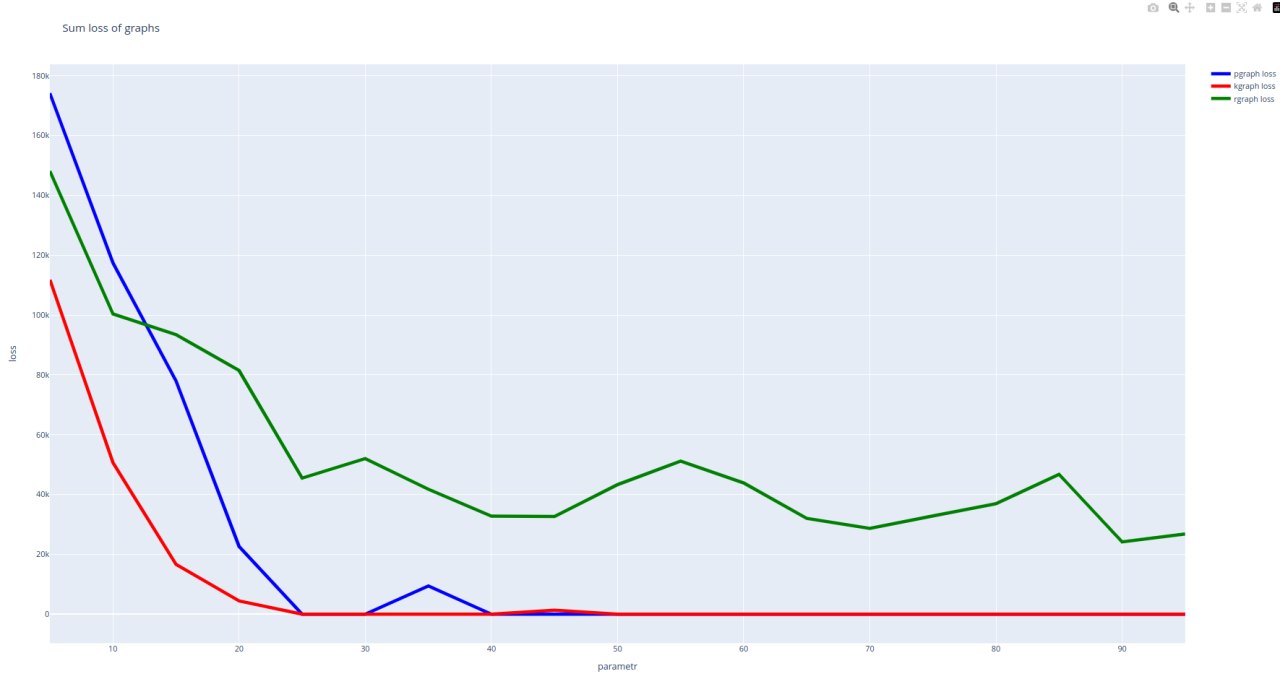 Sum loss of graphs
pgraph loss
kgraph loss
rgraph loss
180k
160k
140k
120k
100k
80k
60k
40k
20k
0
loss
10 20 30 40 50 60 70 80 90
parametr